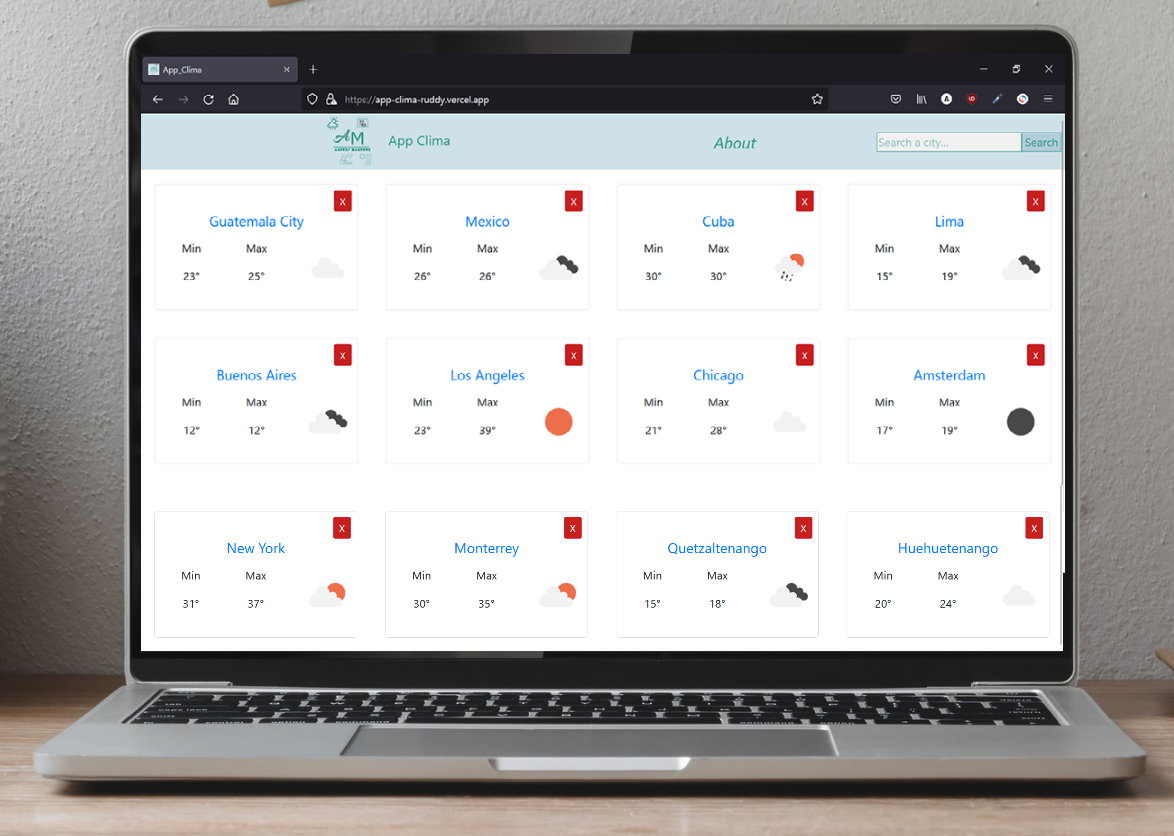 App_Clima
https://app-clima-ruddy.vercel.app
AM
App Clima
About
Search a city...
Search
X
X
X
X
Guatemala City
Mexico
Cuba
Lima
Min Max
Min Max
Min Max
Min Max
23° 25°
26° 26°
30° 30°
15° 19°
X
X
X
X
Buenos Aires
Los Angeles
Chicago
Amsterdam
Min Max
Min Max
Min Max
Min Max
12° 12°
23° 39°
21° 28°
17° 19°
X
X
X
X
New York
Monterrey
Quetzaltenango
Huehuetenango
Min Max
Min Max
Min Max
Min Max
31° 37°
30° 35°
15° 18°
20° 24°